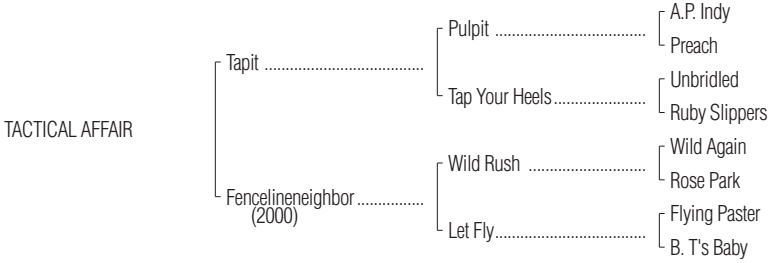 A.P. Indy
Pulpit ......................................
Preach
Tapit .......................................
Unbridled
Tap Your Heels.......................
Ruby Slippers
TACTICAL AFFAIR
Wild Again
Wild Rush .............................
Rose Park
Fencelineneighbor ................
(2000)
Flying Paster
Let Fly......................................
B. T's Baby